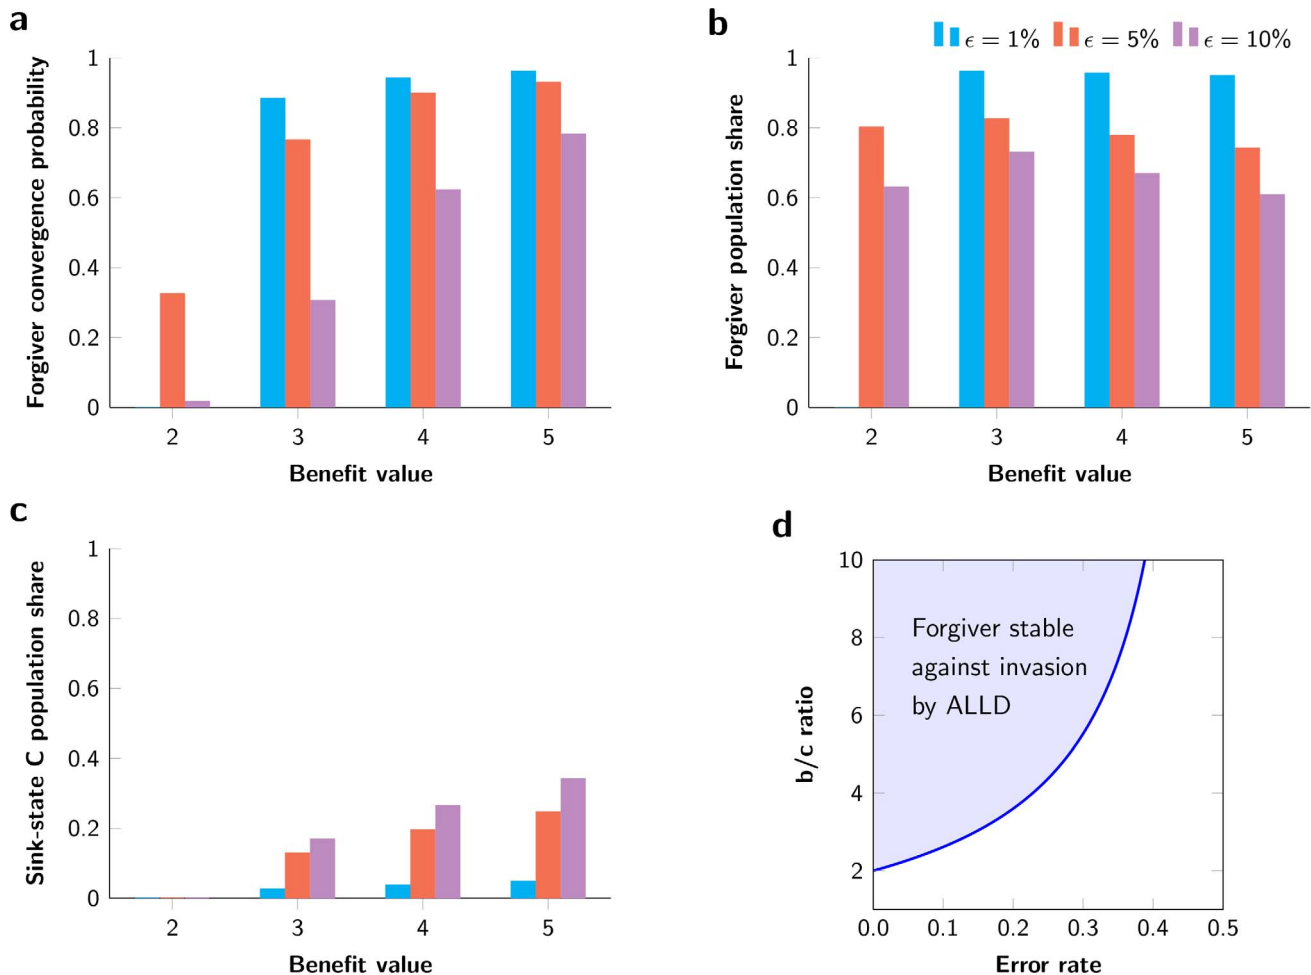 a
Forgiver convergence probability
1
0.8
0.6
0.4
0.2
0
2 3 4 5
Benefit value
b
ϵ = 1% ϵ = 5% ϵ = 10%
Forgiver population share
1
0.8
0.6
0.4
0.2
0
2 3 4 5
Benefit value
c
Sink-state C population share
1
0.8
0.6
0.4
0.2
0
2 3 4 5
Benefit value
d
b/c ratio
10
8
6
4
2
Forgiver stable
against invasion
by ALLD
0.0 0.1 0.2 0.3 0.4 0.5
Error rate